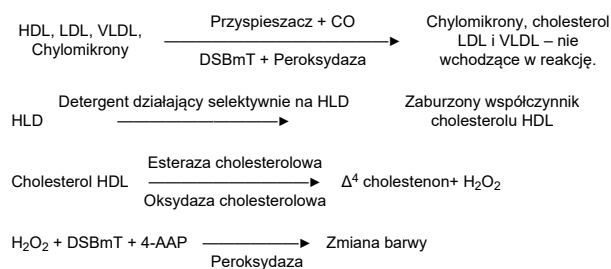 HDL, LDL, VLDL,
Chylomikrony
Przyspieszacz + CO
DSBmT + Peroksydaza
Chylomikrony, cholesterol
LDL i VLDL – nie
wchodzące w reakcję.
HLD
Detergent działający selektywnie na HLD
Zaburzony współczynnik
cholesterolu HDL
Cholesterol HDL
Esteraza cholesterolowa
Oksydaza cholesterolowa
Δ⁴ cholestenon+ H₂O₂
H₂O₂ + DSBmT + 4-AAP
Peroksydaza
Zmiana barwy